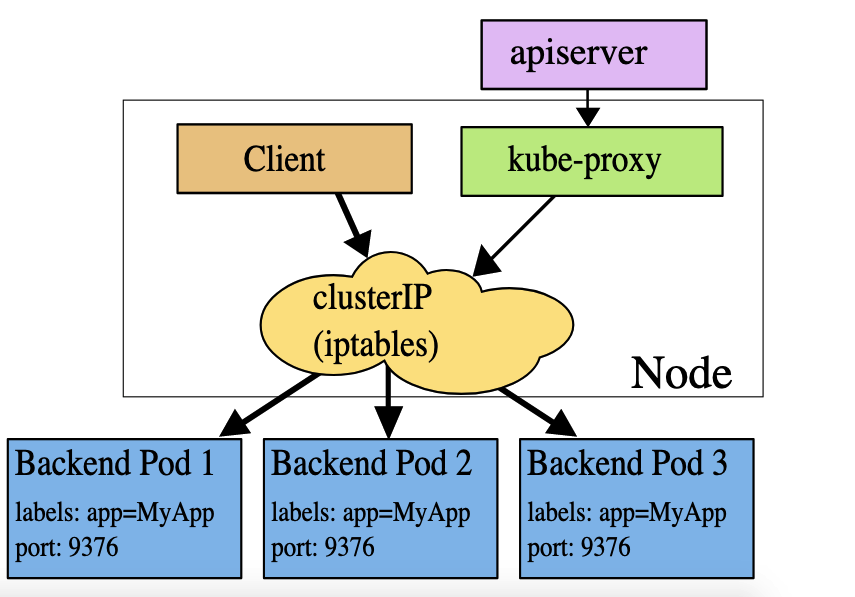 apiserver
Client
kube-proxy
clusterIP
(iptables)
Node
Backend Pod 1
labels: app=MyApp
port: 9376
Backend Pod 2
labels: app=MyApp
port: 9376
Backend Pod 3
labels: app=MyApp
port: 9376